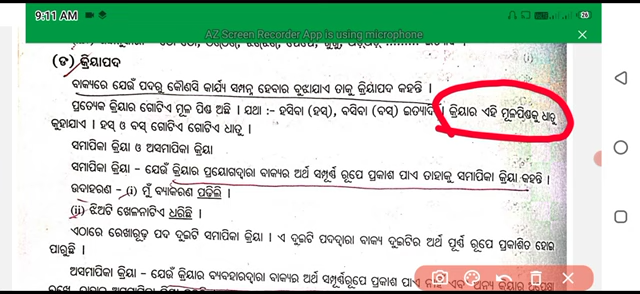 9:11 AM
26
AZ Screen Recorder App is using microphone
(ଙ) କ୍ରିୟାପଦ
ବାକ୍ୟରେ ଯେଉଁ ପଦରୁ କୌଣସି କାର୍ଯ୍ୟ ସମ୍ପନ୍ନ ହେବାର ବୁଝାଯାଏ ତାକୁ କ୍ରିୟାପଦ କହନ୍ତି ।
ପ୍ରତ୍ୟେକ କ୍ରିୟାର ଗୋଟିଏ ମୂଳ ପିଣ୍ଡ ଅଛି । ଯଥା :- ହସିବା (ହସ୍), ବସିବା (ବସ୍) ଇତ୍ୟାଦି । କ୍ରିୟାର ଏହି ମୂଳପିଣ୍ଡକୁ ଧାତୁ
କୁହାଯାଏ । ହସ୍ ଓ ବସ୍ ଗୋଟିଏ ଗୋଟିଏ ଧାତୁ ।
ସମାପିକା କ୍ରିୟା ଓ ଅସମାପିକା କ୍ରିୟା
ସମାପିକା କ୍ରିୟା - ଯେଉଁ କ୍ରିୟାର ପ୍ରୟୋଗଦ୍ୱାରା ବାକ୍ୟର ଅର୍ଥ ସମ୍ପୂର୍ଣ୍ଣ ରୂପେ ପ୍ରକାଶ ପାଏ ତାହାକୁ ସମାପିକା କ୍ରିୟା କହନ୍ତି ।
ଉଦାହରଣ - (i) ମୁଁ ବ୍ୟାକରଣ ପଢ଼ିଲି ।
(ii) ଝିଅଟି ଖେଳନାଟିଏ ଧରିଛି ।
ଏଠାରେ ରେଖାରୂଢ଼ ପଦ ଦୁଇଟି ସମାପିକା କ୍ରିୟା । ଏ ଦୁଇଟି ପଦଦ୍ୱାରା ବାକ୍ୟ ଦୁଇଟିର ଅର୍ଥ ପୂର୍ଣ୍ଣ ରୂପେ ପ୍ରକାଶିତ ହୋଇ
ପାରୁଛି ।
ଅସମାପିକା କ୍ରିୟା - ଯେଉଁ କ୍ରିୟାର ବ୍ୟବହାରଦ୍ୱାରା ବାକ୍ୟର ଅର୍ଥ ସମ୍ପୂର୍ଣ୍ଣରୂପେ ପ୍ରକାଶ ପାଏ ଏବଂ ଅନ୍ୟ କ୍ରିୟାର